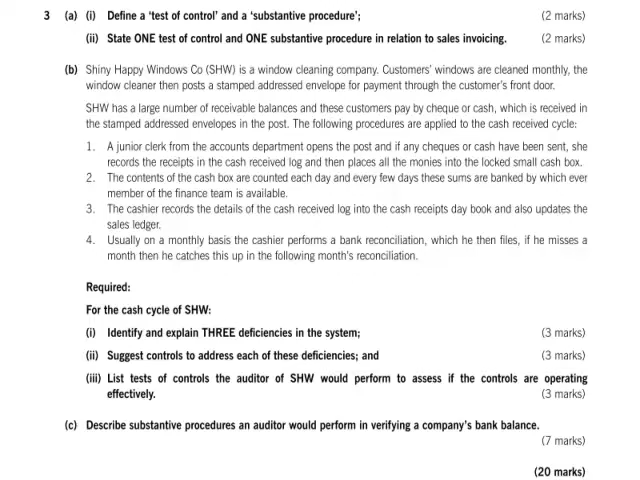 3 (a) (i) Define a ‘test of control’ and a ‘substantive procedure’; (2 marks)
(ii) State ONE test of control and ONE substantive procedure in relation to sales invoicing. (2 marks)
(b) Shiny Happy Windows Co (SHW) is a window cleaning company. Customers’ windows are cleaned monthly, the
window cleaner then posts a stamped addressed envelope for payment through the customer’s front door.
SHW has a large number of receivable balances and these customers pay by cheque or cash, which is received in
the stamped addressed envelopes in the post. The following procedures are applied to the cash received cycle:
1. A junior clerk from the accounts department opens the post and if any cheques or cash have been sent, she
records the receipts in the cash received log and then places all the monies into the locked small cash box.
2. The contents of the cash box are counted each day and every few days these sums are banked by which ever
member of the finance team is available.
3. The cashier records the details of the cash received log into the cash receipts day book and also updates the
sales ledger.
4. Usually on a monthly basis the cashier performs a bank reconciliation, which he then files, if he misses a
month then he catches this up in the following month’s reconciliation.
Required:
For the cash cycle of SHW:
(i) Identify and explain THREE deficiencies in the system; (3 marks)
(ii) Suggest controls to address each of these deficiencies; and (3 marks)
(iii) List tests of controls the auditor of SHW would perform to assess if the controls are operating
effectively. (3 marks)
(c) Describe substantive procedures an auditor would perform in verifying a company’s bank balance.
(7 marks)
(20 marks)